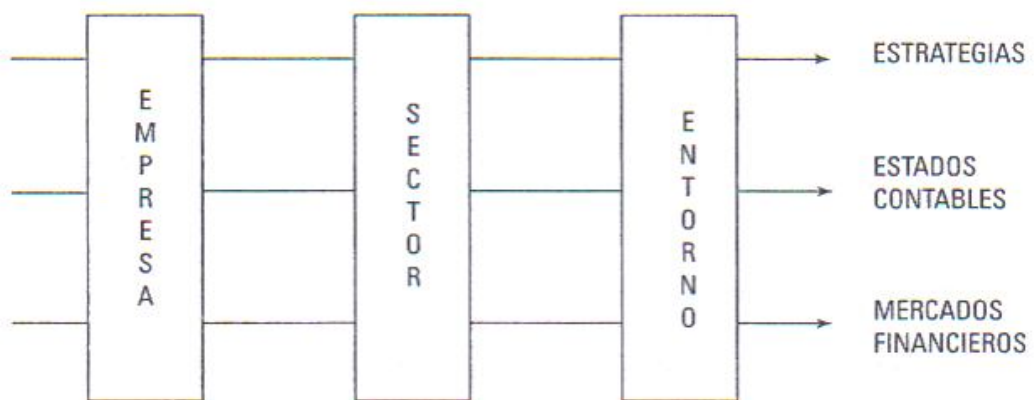 EMPRESA
SECTOR
ENTORNO
ESTRATEGIAS
ESTADOS
CONTABLES
MERCADOS
FINANCIEROS